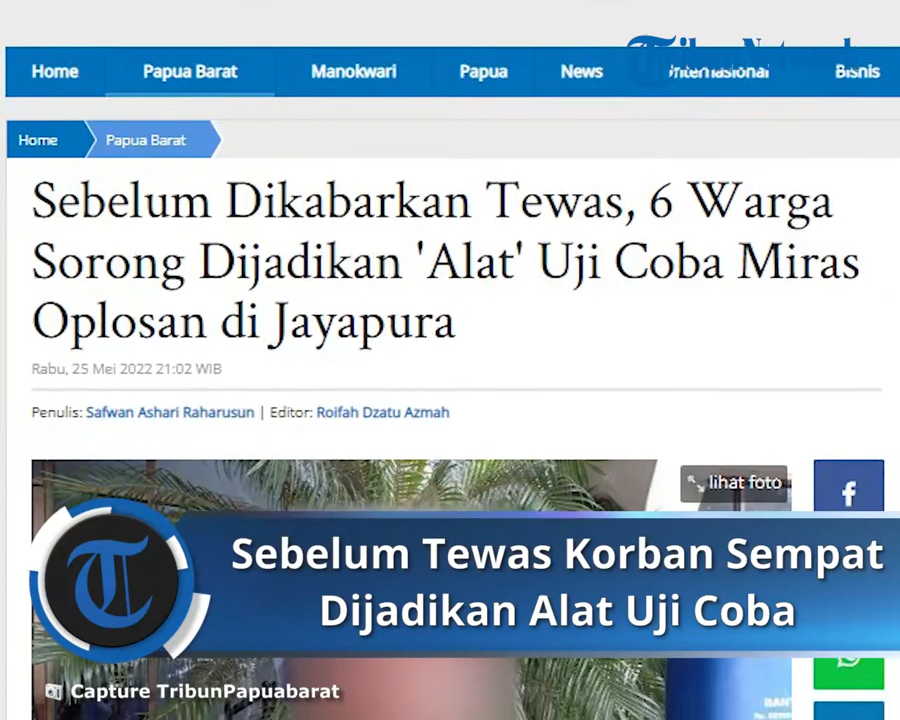 Home Papua Barat Manokwari Papua News Internasional Bisnis
Home Papua Barat
Sebelum Dikabarkan Tewas, 6 Warga
Sorong Dijadikan 'Alat' Uji Coba Miras
Oplosan di Jayapura
Rabu, 25 Mei 2022 21:02 WIB
Penulis: Safwan Ashari Raharusun | Editor: Roifah Dzatu Azmah
lihat foto
f
Sebelum Tewas Korban Sempat
Dijadikan Alat Uji Coba
Capture TribunPapuabarat